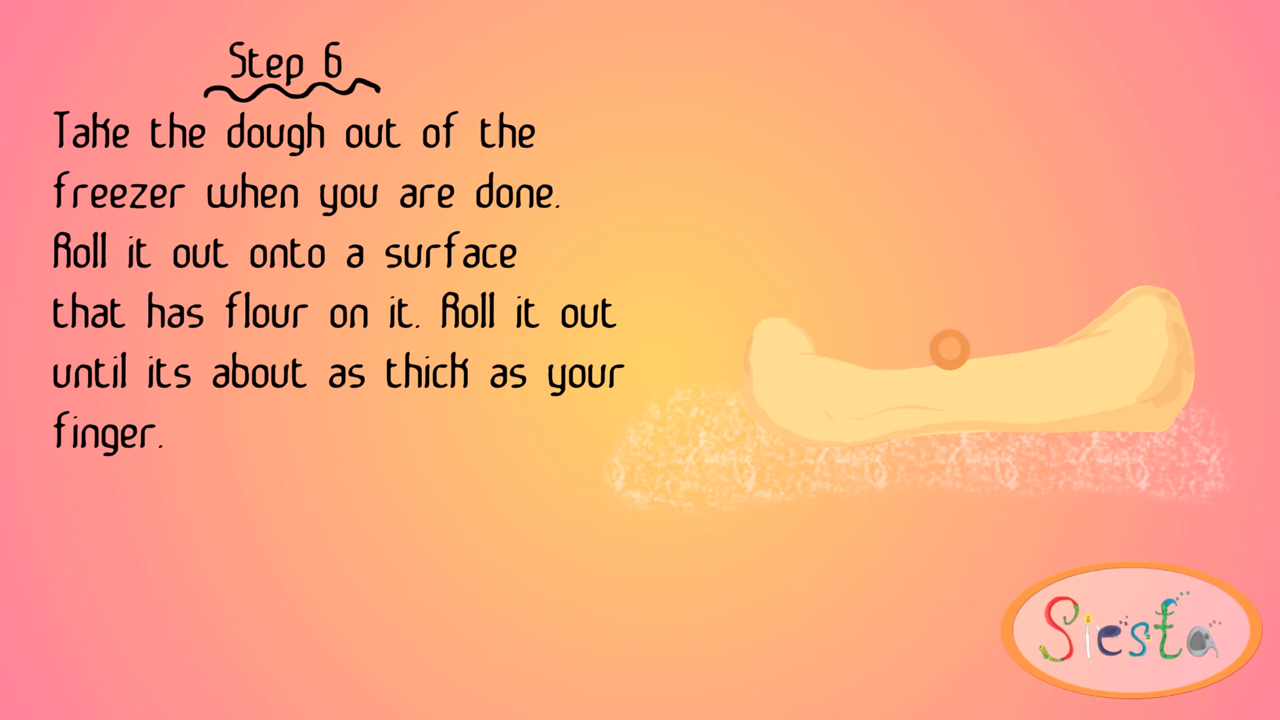 Step 6
Take the dough out of the
freezer when you are done.
Roll it out onto a surface
that has flour on it. Roll it out
until its about as thick as your
finger.
Siesta